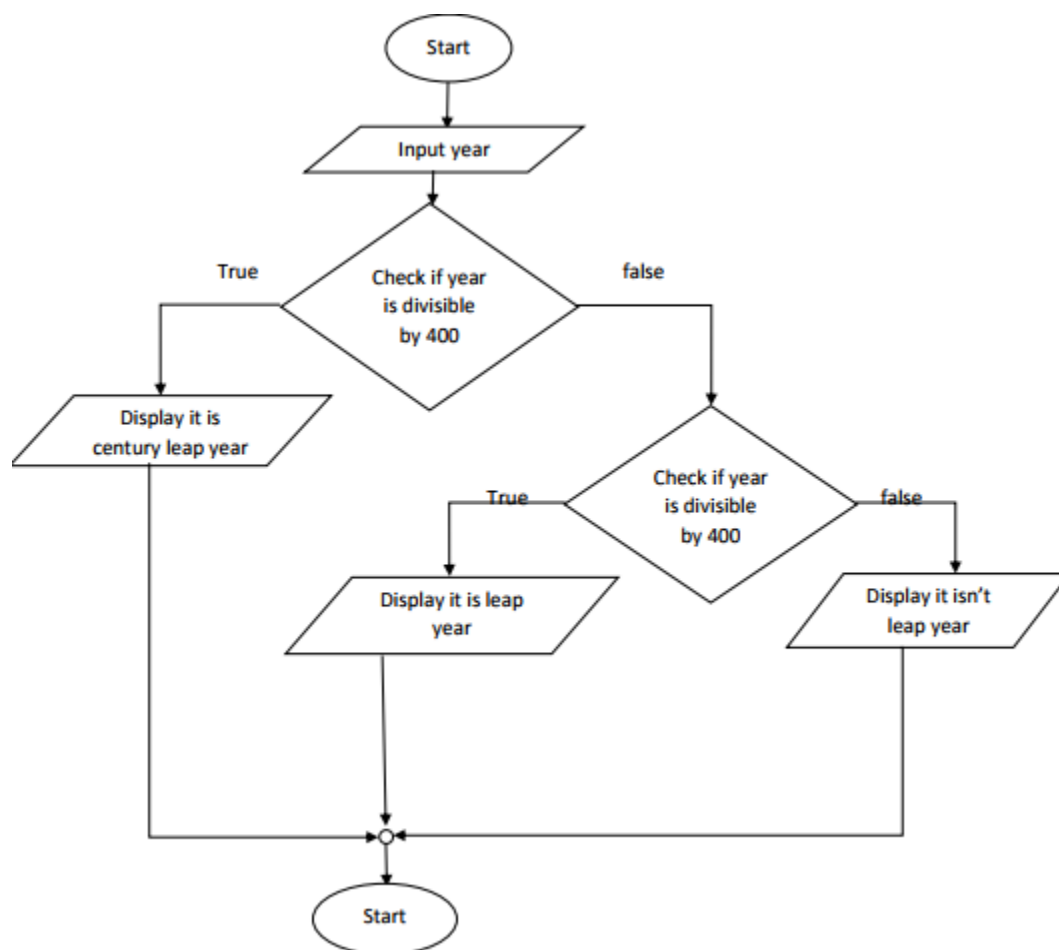 Start
Input year
True
false
Check if year
is divisible
by 400
Display it is
century leap year
Check if year
is divisible
by 400
True
false
Display it is leap
year
Display it isn't
leap year
Start